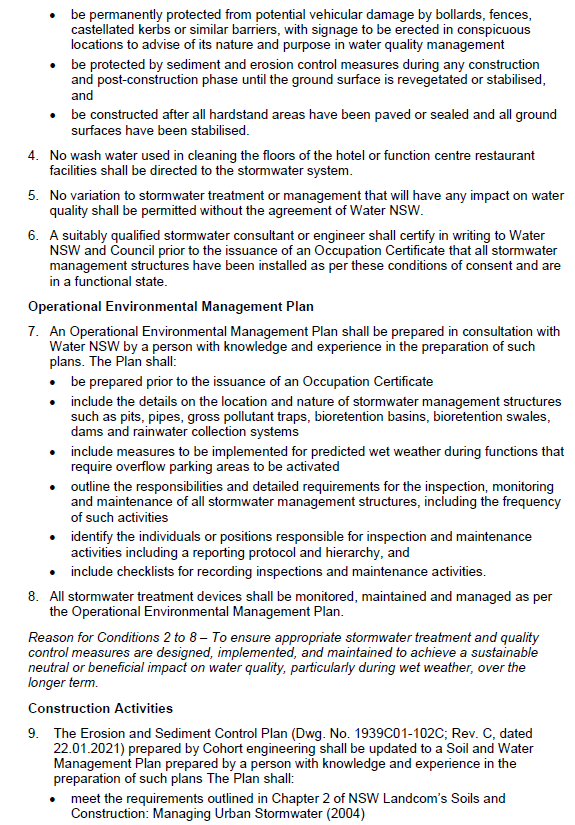 • be permanently protected from potential vehicular damage by bollards, fences,
castellated kerbs or similar barriers, with signage to be erected in conspicuous
locations to advise of its nature and purpose in water quality management
• be protected by sediment and erosion control measures during any construction
and post-construction phase until the ground surface is revegetated or stabilised,
and
• be constructed after all hardstand areas have been paved or sealed and all ground
surfaces have been stabilised.
4. No wash water used in cleaning the floors of the hotel or function centre restaurant
facilities shall be directed to the stormwater system.
5. No variation to stormwater treatment or management that will have any impact on water
quality shall be permitted without the agreement of Water NSW.
6. A suitably qualified stormwater consultant or engineer shall certify in writing to Water
NSW and Council prior to the issuance of an Occupation Certificate that all stormwater
management structures have been installed as per these conditions of consent and are
in a functional state.
Operational Environmental Management Plan
7. An Operational Environmental Management Plan shall be prepared in consultation with
Water NSW by a person with knowledge and experience in the preparation of such
plans. The Plan shall:
• be prepared prior to the issuance of an Occupation Certificate
• include the details on the location and nature of stormwater management structures
such as pits, pipes, gross pollutant traps, bioretention basins, bioretention swales,
dams and rainwater collection systems
• include measures to be implemented for predicted wet weather during functions that
require overflow parking areas to be activated
• outline the responsibilities and detailed requirements for the inspection, monitoring
and maintenance of all stormwater management structures, including the frequency
of such activities
• identify the individuals or positions responsible for inspection and maintenance
activities including a reporting protocol and hierarchy, and
• include checklists for recording inspections and maintenance activities.
8. All stormwater treatment devices shall be monitored, maintained and managed as per
the Operational Environmental Management Plan.
Reason for Conditions 2 to 8 – To ensure appropriate stormwater treatment and quality
control measures are designed, implemented, and maintained to achieve a sustainable
neutral or beneficial impact on water quality, particularly during wet weather, over the
longer term.
Construction Activities
9. The Erosion and Sediment Control Plan (Dwg. No. 1939C01-102C; Rev. C, dated
22.01.2021) prepared by Cohort engineering shall be updated to a Soil and Water
Management Plan prepared by a person with knowledge and experience in the
preparation of such plans The Plan shall:
• meet the requirements outlined in Chapter 2 of NSW Landcom's Soils and
Construction: Managing Urban Stormwater (2004)